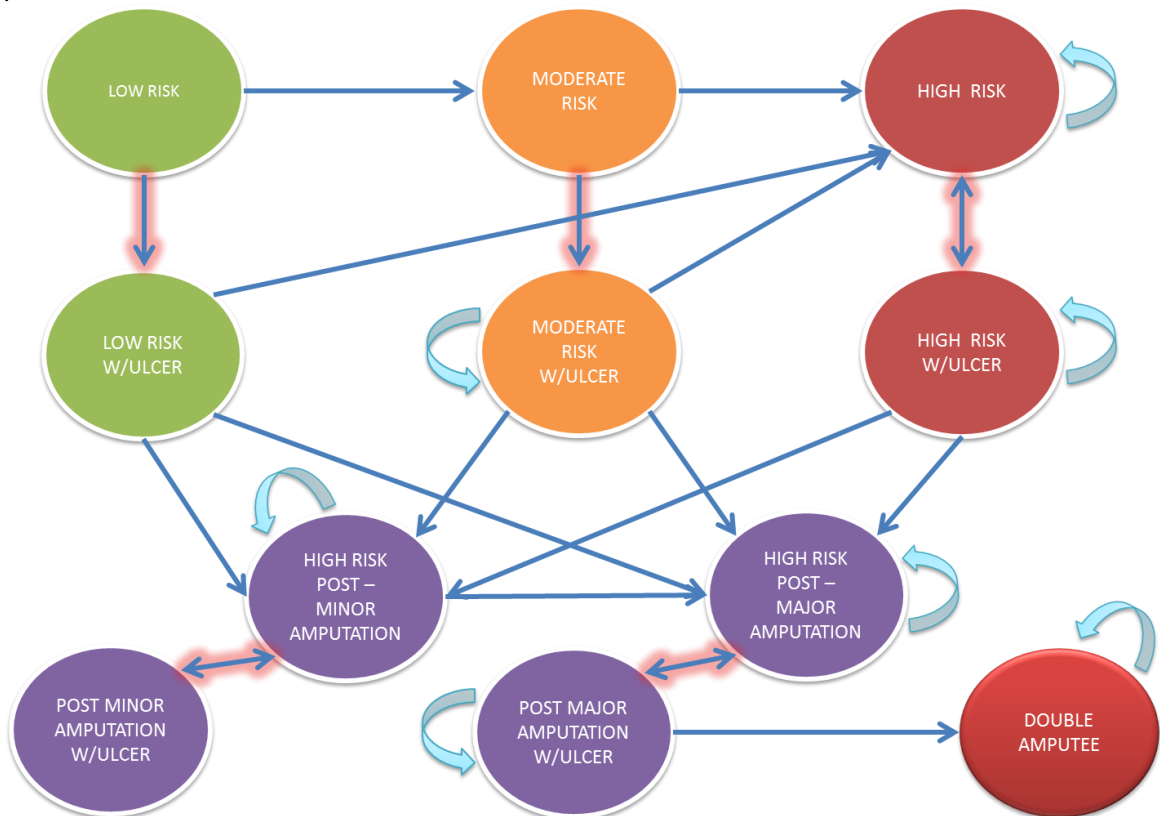 LOW RISK
MODERATE
RISK
HIGH  RISK
LOW RISK
W/ULCER
MODERATE
RISK
W/ULCER
HIGH  RISK
W/ULCER
HIGH RISK
POST –
MINOR
AMPUTATION
HIGH RISK
POST –
MAJOR
AMPUTATION
POST MINOR
AMPUTATION
W/ULCER
POST MAJOR
AMPUTATION
W/ULCER
DOUBLE
AMPUTEE